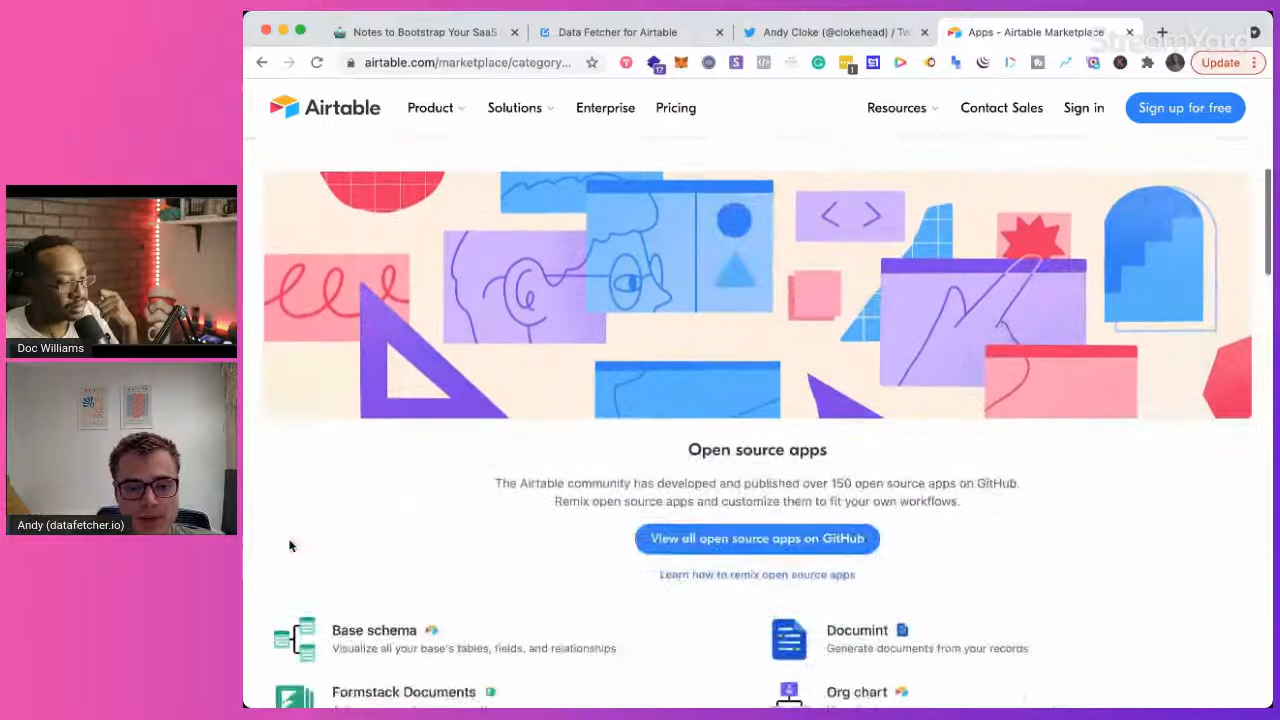 Notes to Bootstrap Your SaaS
Data Fetcher for Airtable
Andy Cloke (@clokehead) / Tw
Apps - Airtable Marketplace
StreamYard
airtable.com/marketplace/category...
17
1
Update
Airtable
Product
Solutions
Enterprise
Pricing
Resources
Contact Sales
Sign in
Sign up for free
Doc Williams
Andy (datafetcher.io)
Open source apps
The Airtable community has developed and published over 150 open source apps on GitHub.
Remix open source apps and customize them to fit your own workflows.
View all open source apps on GitHub
Learn how to remix open source apps
Base schema
Visualize all your base's tables, fields, and relationships
Documint
Generate documents from your records
Formstack Documents
Org chart